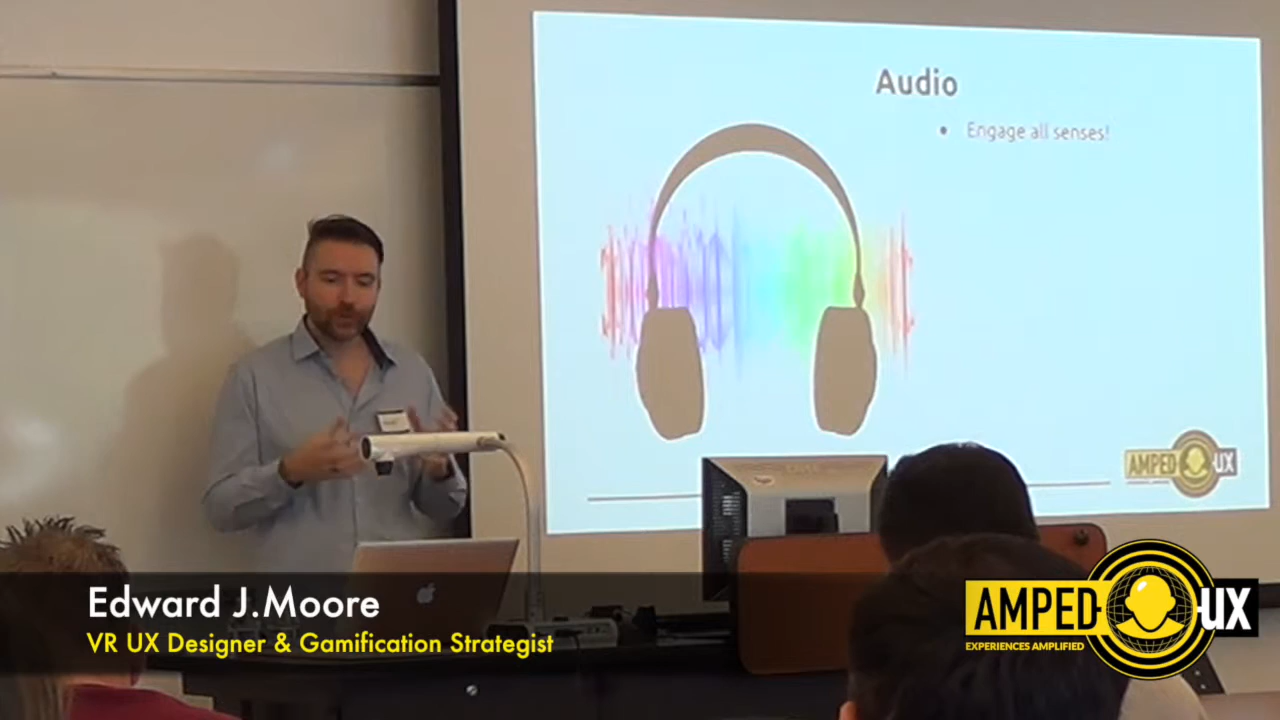 Audio
• Engage all senses!
AMPED UX
Edward J.Moore
VR UX Designer & Gamification Strategist
AMPED UX
EXPERIENCES AMPLIFIED